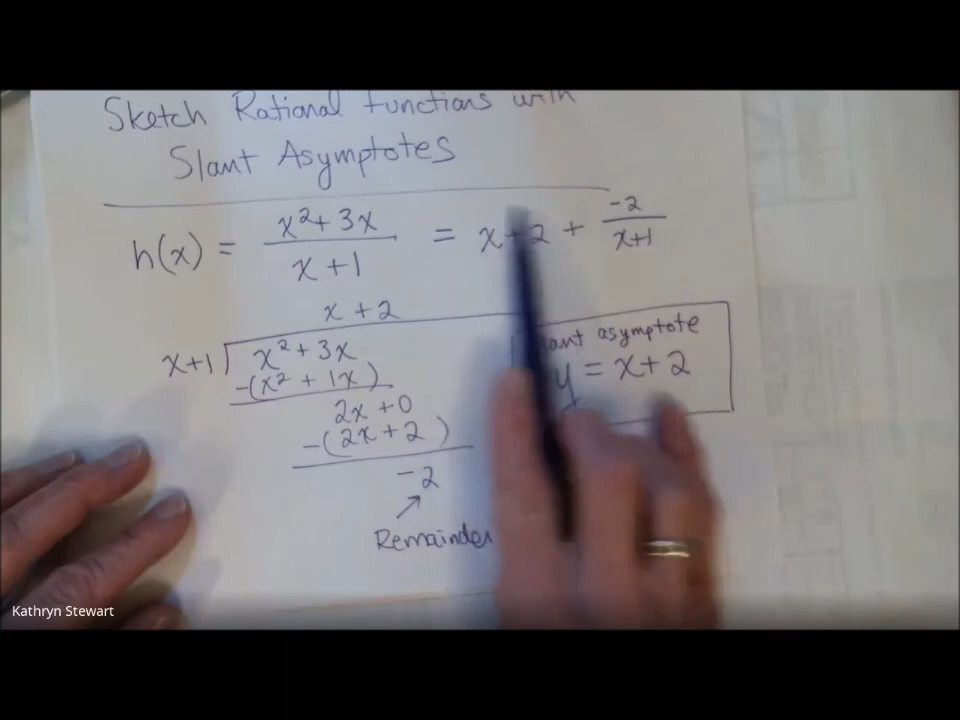 Sketch Rational Functions with
Slant Asymptotes
h(x) = x²+3x / x+1 = x+2 + -2 / x+1
x+2
x+1 x²+3x
-(x² + 1x)
2x +0
-(2x+2)
-2
Remainder
asymptote
y = x+2
Kathryn Stewart